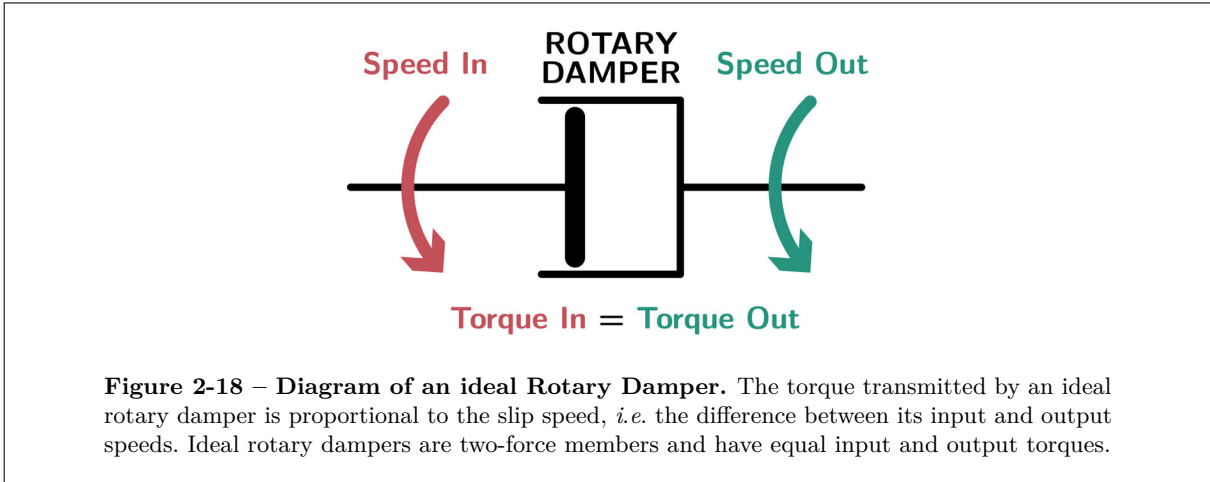 ROTARY
DAMPER
Speed In
Speed Out
Torque In = Torque Out
Figure 2-18 – Diagram of an ideal Rotary Damper. The torque transmitted by an ideal
rotary damper is proportional to the slip speed, i.e. the difference between its input and output
speeds. Ideal rotary dampers are two-force members and have equal input and output torques.